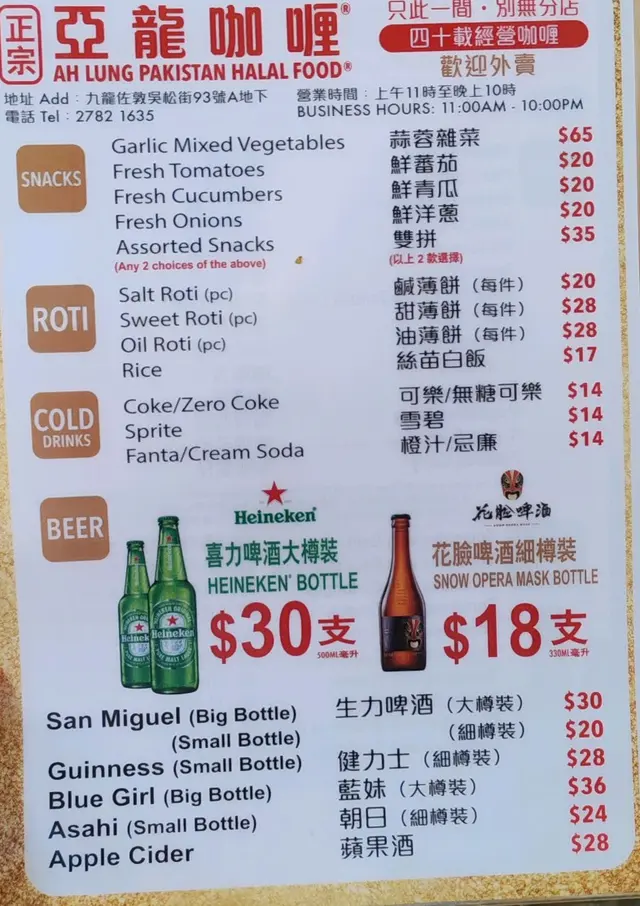 正宗
亞龍咖喱®
AH LUNG PAKISTAN HALAL FOOD®
只此一間・別無分店
四十載經營咖喱
歡迎外賣
地址 Add : 九龍佐敦吳松街93號A地下
電話 Tel : 2782 1635
營業時間 : 上午11時至晚上10時
BUSINESS HOURS: 11:00AM - 10:00PM
SNACKS
Garlic Mixed Vegetables 蒜蓉雜菜 $65
Fresh Tomatoes 鮮蕃茄 $20
Fresh Cucumbers 鮮青瓜 $20
Fresh Onions 鮮洋蔥 $20
Assorted Snacks 雙拼 $35
(Any 2 choices of the above) (以上 2 款選擇)
ROTI
Salt Roti (pc) 鹹薄餅（每件） $20
Sweet Roti (pc) 甜薄餅（每件） $28
Oil Roti (pc) 油薄餅（每件） $28
Rice 絲苗白飯 $17
COLD DRINKS
Coke/Zero Coke 可樂/無糖可樂 $14
Sprite 雪碧 $14
Fanta/Cream Soda 橙汁/忌廉 $14
BEER
Heineken®
喜力啤酒大樽裝
HEINEKEN® BOTTLE
$30支
500ML毫升
花臉啤酒
花臉啤酒細樽裝
SNOW OPERA MASK BOTTLE
$18支
330ML毫升
Heineken
Heineken
San Miguel (Big Bottle) 生力啤酒（大樽裝） $30
(Small Bottle) （細樽裝） $20
Guinness (Small Bottle) 健力士（細樽裝） $28
Blue Girl (Big Bottle) 藍妹（大樽裝） $36
Asahi (Small Bottle) 朝日（細樽裝） $24
Apple Cider 蘋果酒 $28